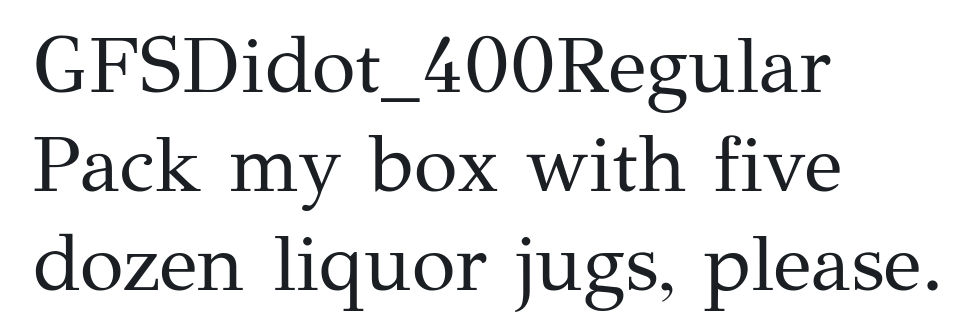 GFSDidot_400Regular
Pack my box with five
dozen liquor jugs, please.